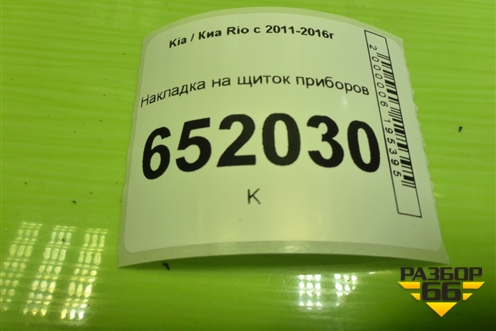 Kia / Киа Rio с 2011-2016г
Накладка на щиток приборов
652030
К
2000006195395
РАЗБОР
66